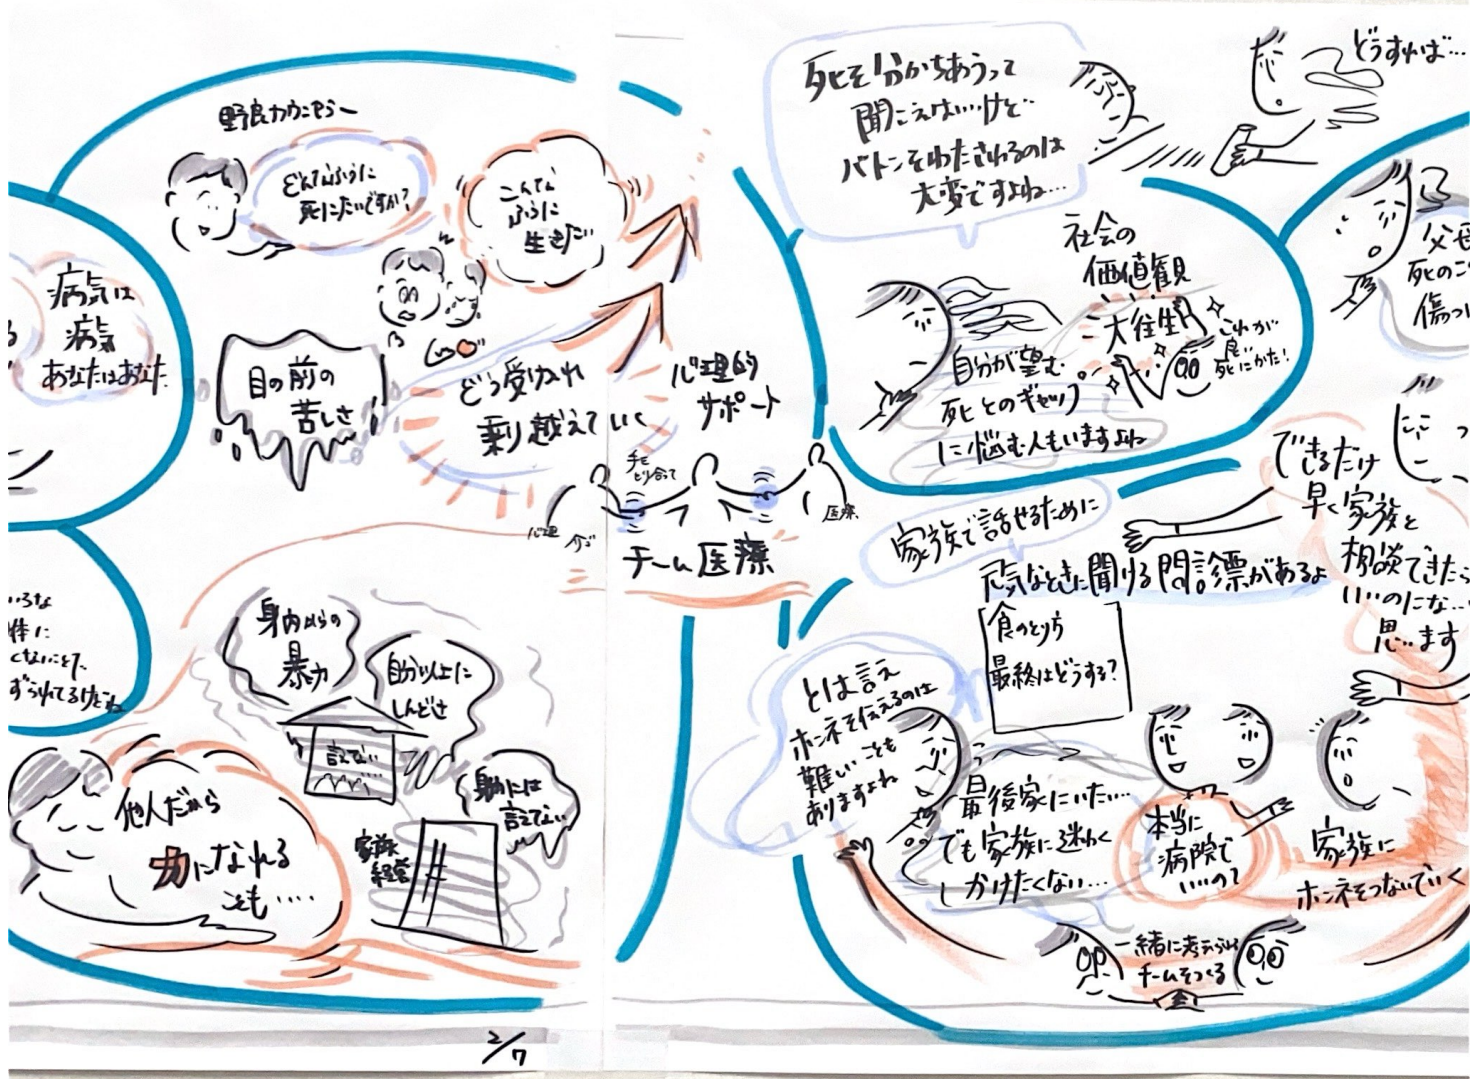 野良カウンセラー
どんなふうに
死にたいですか?
こんな
ふうに
生きたい
病気は
病気
あなたはあなた
目の前の
苦しさ
どう受け入れ
乗り越えていく
心理的
サポート
手を
とり合って
心理
医療
チーム医療
身内からの
暴力
自分以上に
しんどさ
言えない…
身内には
言えない
家族
経営
他人だから
力になれる
ことも……
2/7
死を分かちあうって
聞こえはいい…けど
バトンをわたされるのは
大変ですよね…
どうすれば…
社会の
価値観
大往生
これが
良い
死にかた!
自分が望む
死とのギャップ
に悩む人もいますよね
父母
死のこ
傷つ
家族で話せるために
元気なときに聞ける問診票があるよ
食のとり方
最終はどうする?
できるだけ
早く家族と
相談できたら
いいのにな…
思います
とは言え
ホンネを伝えるのは
難しいことも
ありますよね
最後家にいたい…
でも家族に迷わく
かけたくない…
本当に
病院で
いいの?
家族に
ホンネをつないでいく
一緒に考えられる
チームをつくる